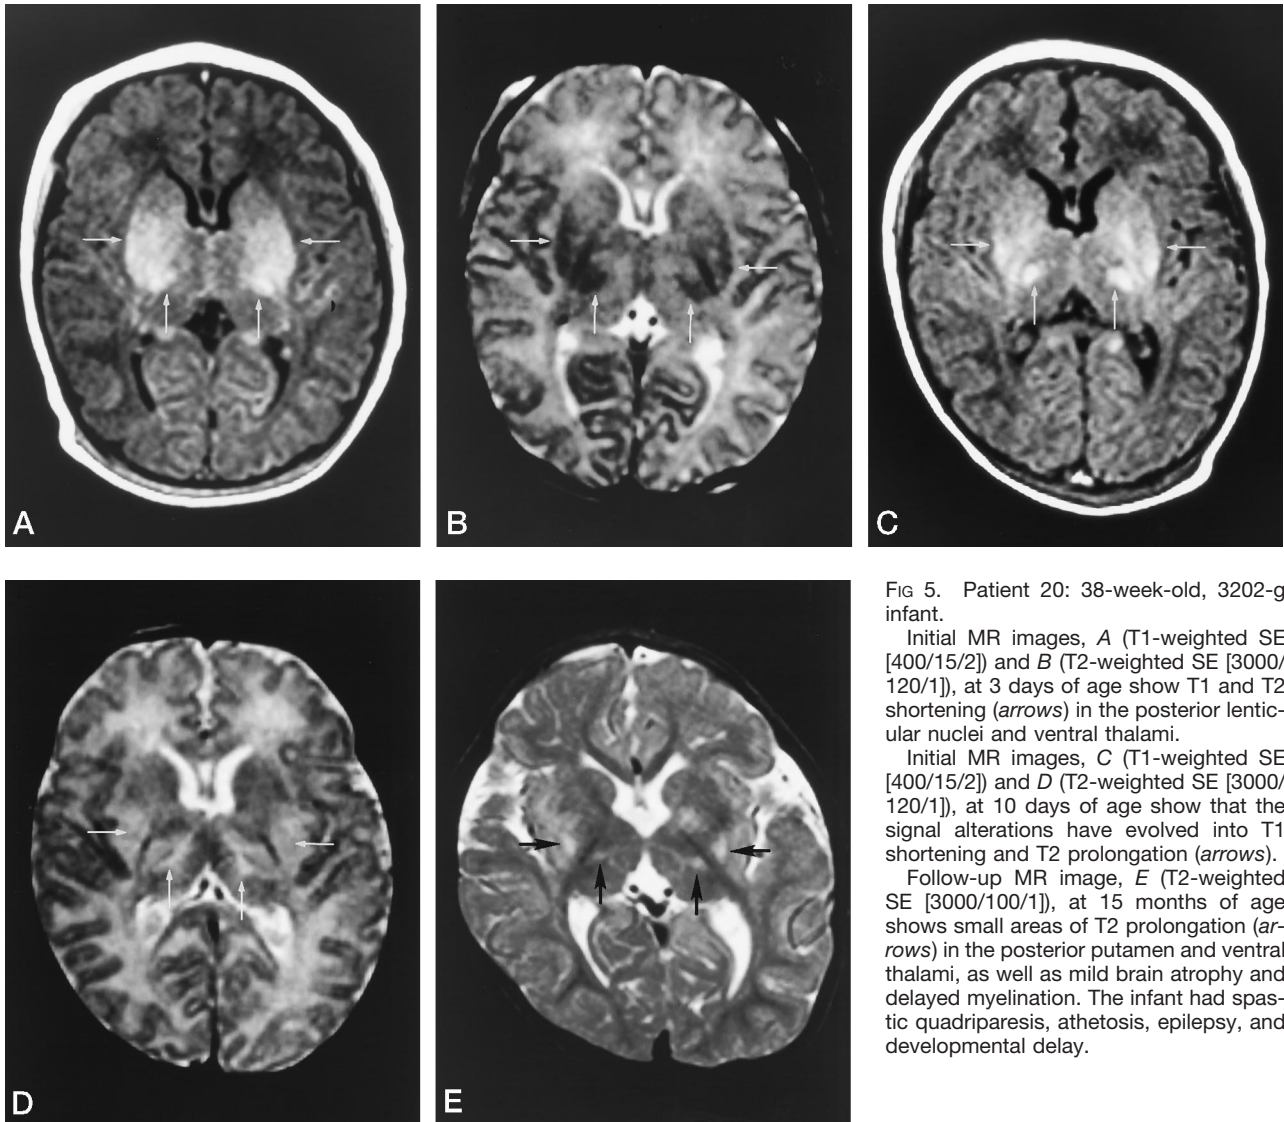 A
B
C
D
E
FIG 5. Patient 20: 38-week-old, 3202-g
infant.
Initial MR images, A (T1-weighted SE
[400/15/2]) and B (T2-weighted SE [3000/
120/1]), at 3 days of age show T1 and T2
shortening (arrows) in the posterior lentic-
ular nuclei and ventral thalami.
Initial MR images, C (T1-weighted SE
[400/15/2]) and D (T2-weighted SE [3000/
120/1]), at 10 days of age show that the
signal alterations have evolved into T1
shortening and T2 prolongation (arrows).
Follow-up MR image, E (T2-weighted
SE [3000/100/1]), at 15 months of age
shows small areas of T2 prolongation (ar-
rows) in the posterior putamen and ventral
thalami, as well as mild brain atrophy and
delayed myelination. The infant had spas-
tic quadriparesis, athetosis, epilepsy, and
developmental delay.